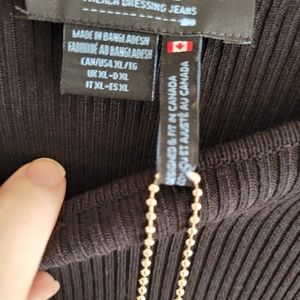 FRENCH DRESSING JEANS
MADE IN BANGLADESH
FABRIQUÉ AU BANGLADESH
CAN/USA XL/TG
UK XL-D XL
IT XL-ES XL
DESIGNED & FIT IN CANADA
CONÇU ET AJUSTÉ AU CANADA